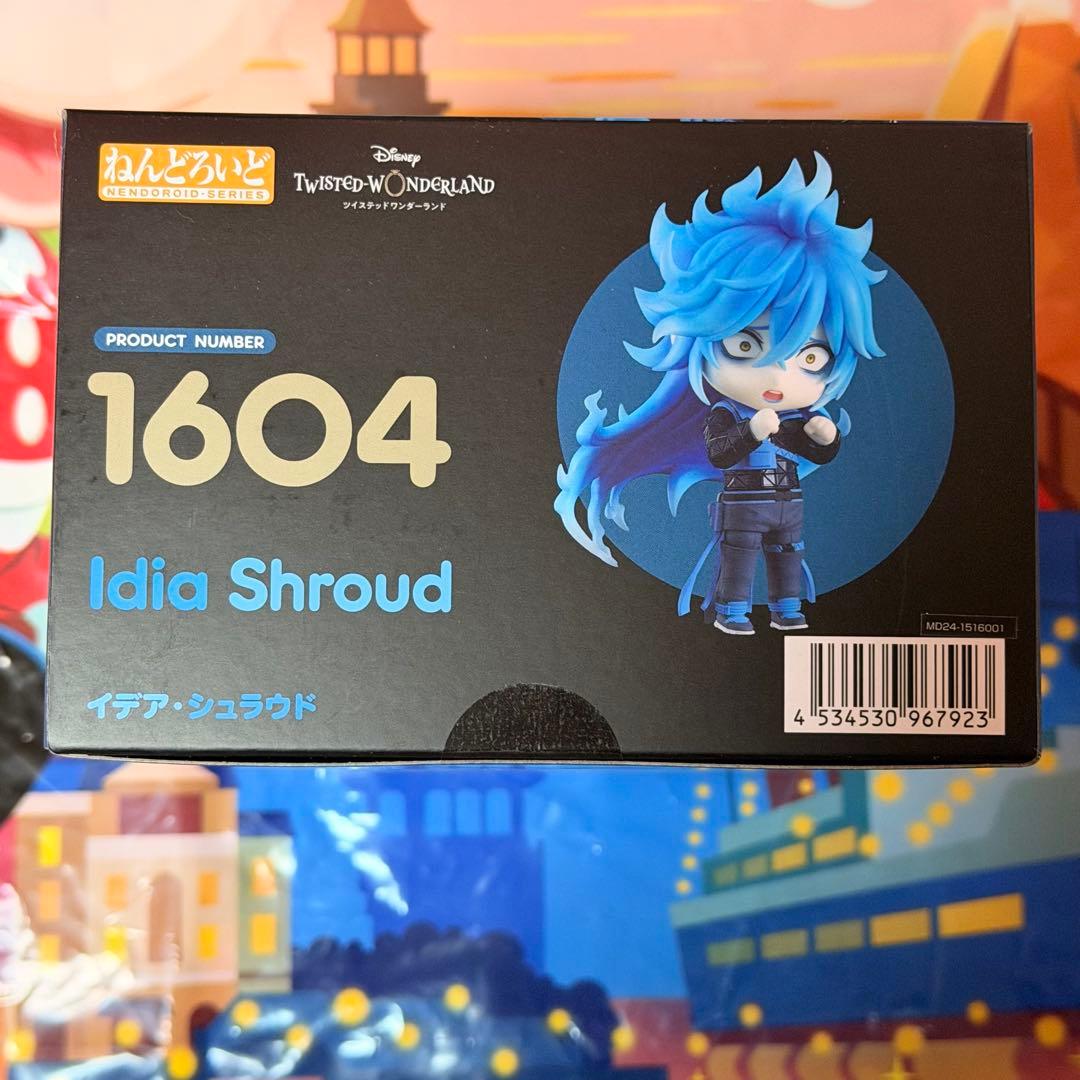 ねんどろいど
NENDOROID·SERIES
Disney
TWISTED-WONDERLAND
ツイステッドワンダーランド
PRODUCT NUMBER
1604
Idia Shroud
イデア・シュラウド
MD24-1516001
4 534530 967923